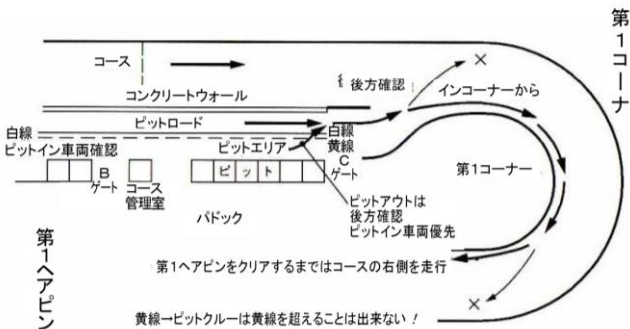 第1コーナ
コース
後方確認!
インコーナーから
コンクリートウォール
ピットロード
白線
白線
ピットイン車両確認
ピットエリア
黄線
C
ゲート
第1コーナー
B
ゲート
コース
管理室
ピット
ピットアウトは
後方確認
ピットイン車両優先
パドック
第1ヘアピン
第1ヘアピンをクリアするまではコースの右側を走行
黄線→ピットクルーは黄線を超えることは出来ない!